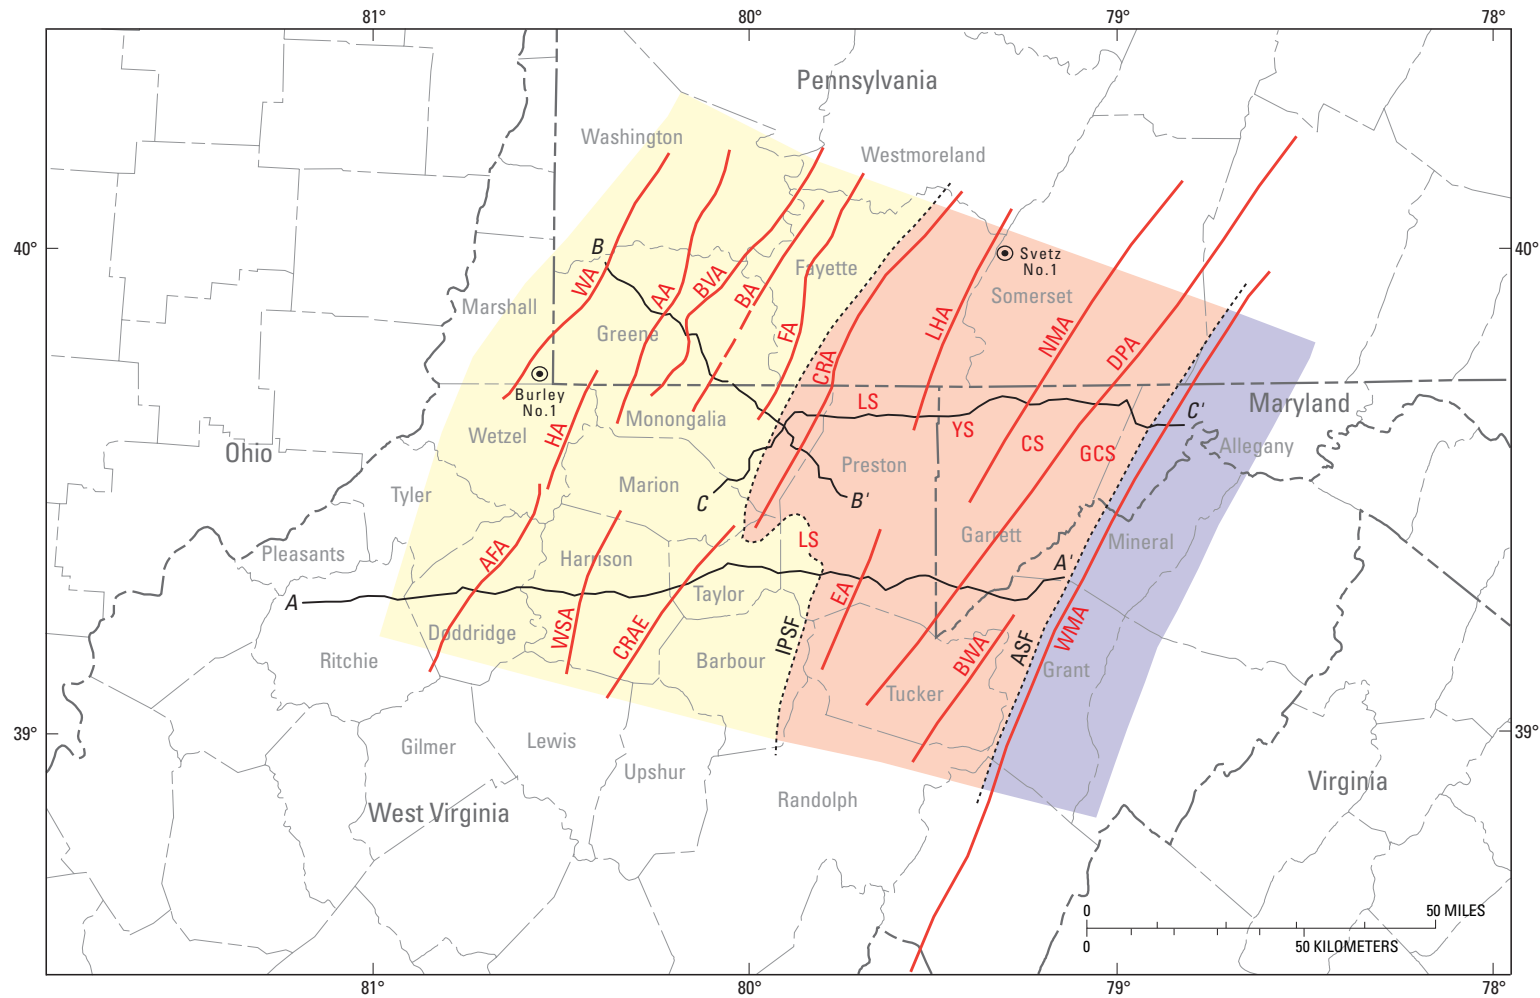 81°
80°
79°
78°
Pennsylvania
Washington
Westmoreland
40°
40°
B
Svetz
No.1
Fayette
WA
AA
BVA
BA
Somerset
Marshall
Greene
FA
LHA
NMA
DPA
CRA
Burley
No.1
LS
C'
Maryland
Monongalia
Wetzel
HA
YS
CS
GCS
Allegany
Ohio
Preston
Marion
Tyler
C
B'
Pleasants
AFA
Harrison
LS
Garrett
Mineral
A'
A
Taylor
EA
WSA
CRAE
IPSF
Doddridge
ASF
WMA
Ritchie
Barbour
BWA
Grant
Tucker
39°
39°
Gilmer
Lewis
Upshur
Randolph
Virginia
West Virginia
0
50 MILES
0
50 KILOMETERS
81°
80°
79°
78°